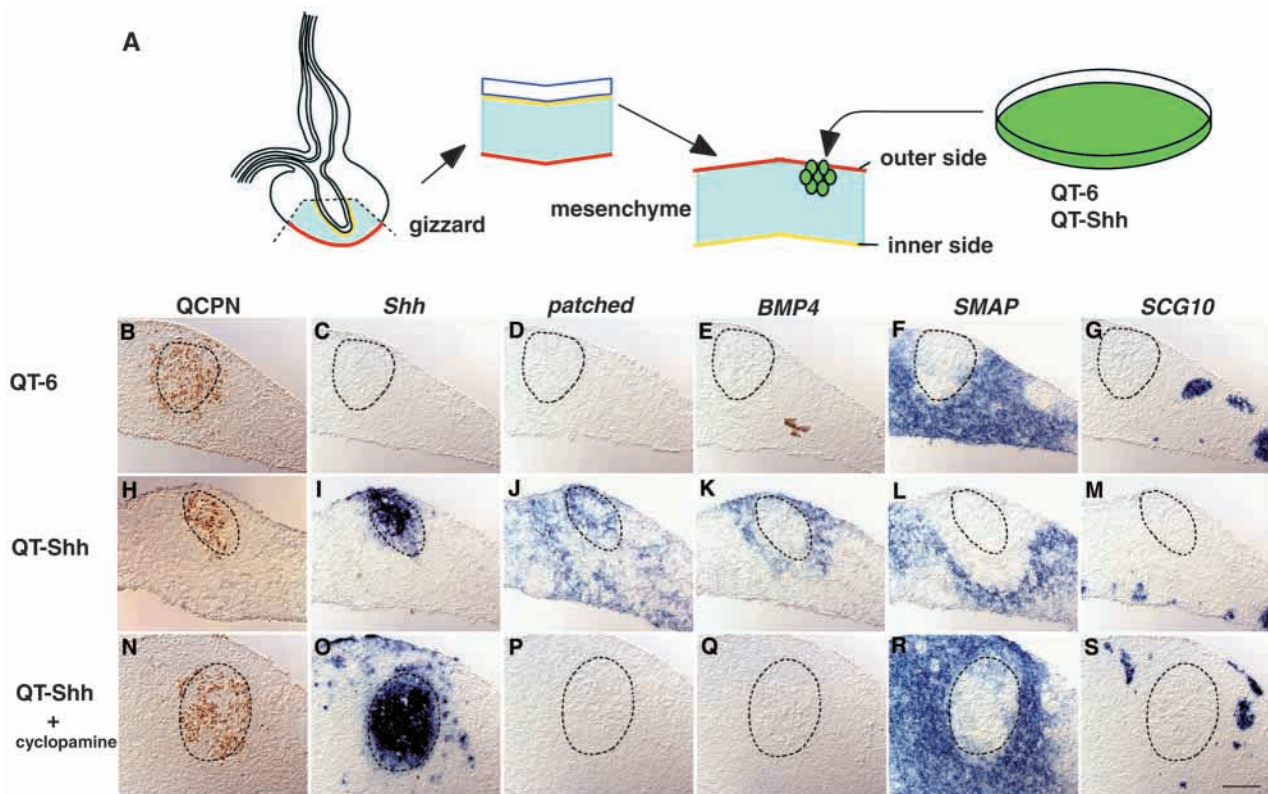 A
gizzard
mesenchyme
outer side
inner side
QT-6
QT-Shh
QCPN Shh patched BMP4 SMAP SCG10
QT-6
B C D E F G
QT-Shh
H I J K L M
QT-Shh
+
cyclopamine
N O P Q R S